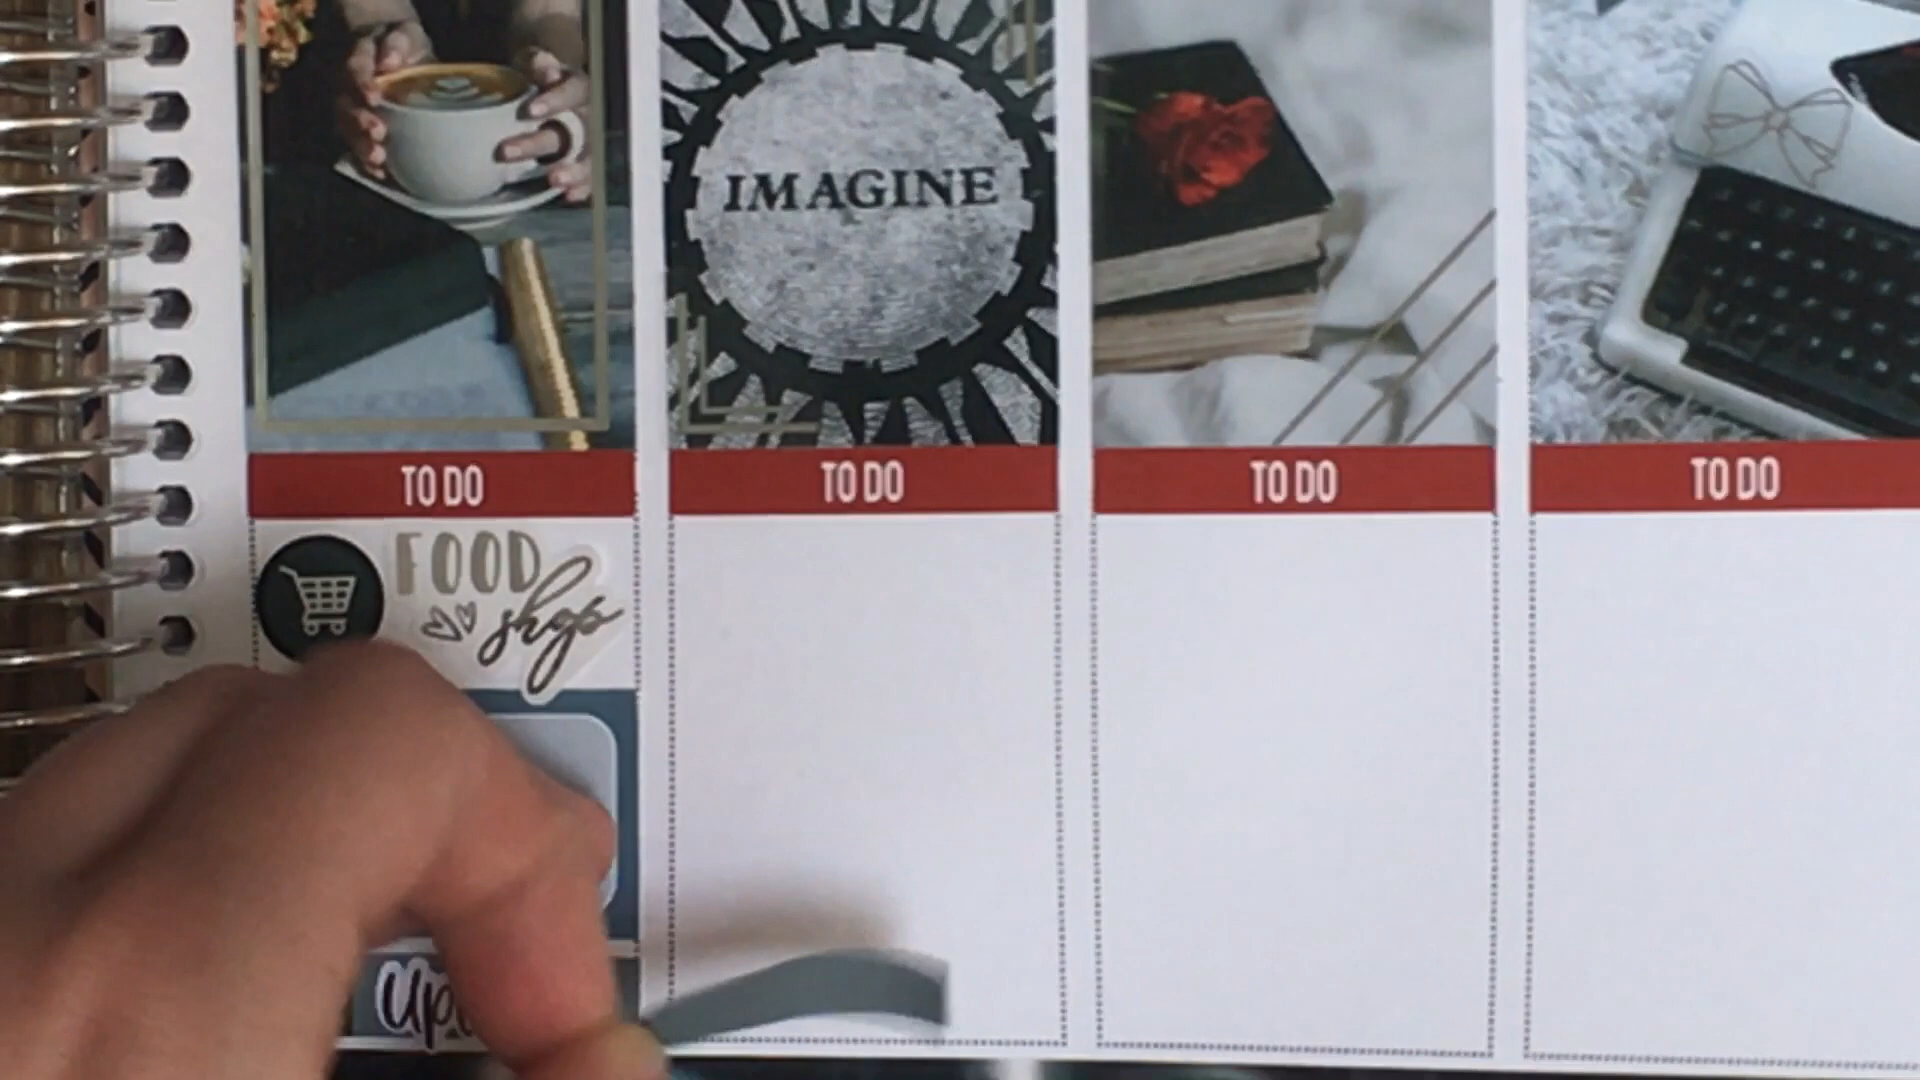 IMAGINE
TO DO
TO DO
TO DO
TO DO
FOOD
shop